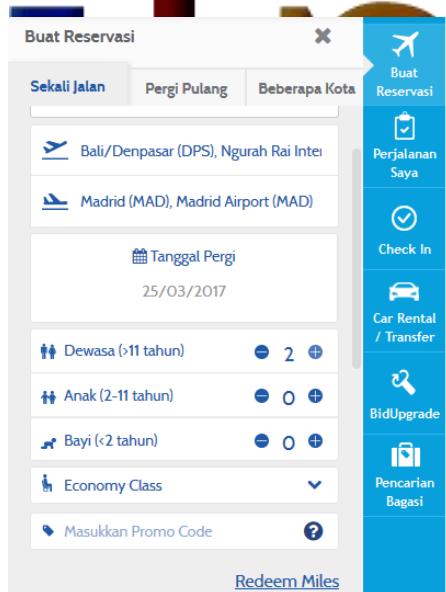 Buat Reservasi
Sekali Jalan
Pergi Pulang
Beberapa Kota
Bali/Denpasar (DPS), Ngurah Rai Inter
Madrid (MAD), Madrid Airport (MAD)
Tanggal Pergi
25/03/2017
Dewasa (>11 tahun)
2
Anak (2-11 tahun)
0
Bayi (<2 tahun)
0
Economy Class
Masukkan Promo Code
Redeem Miles
Buat
Reservasi
Perjalanan
Saya
Check In
Car Rental
/ Transfer
BidUpgrade
Pencarian
Bagasi